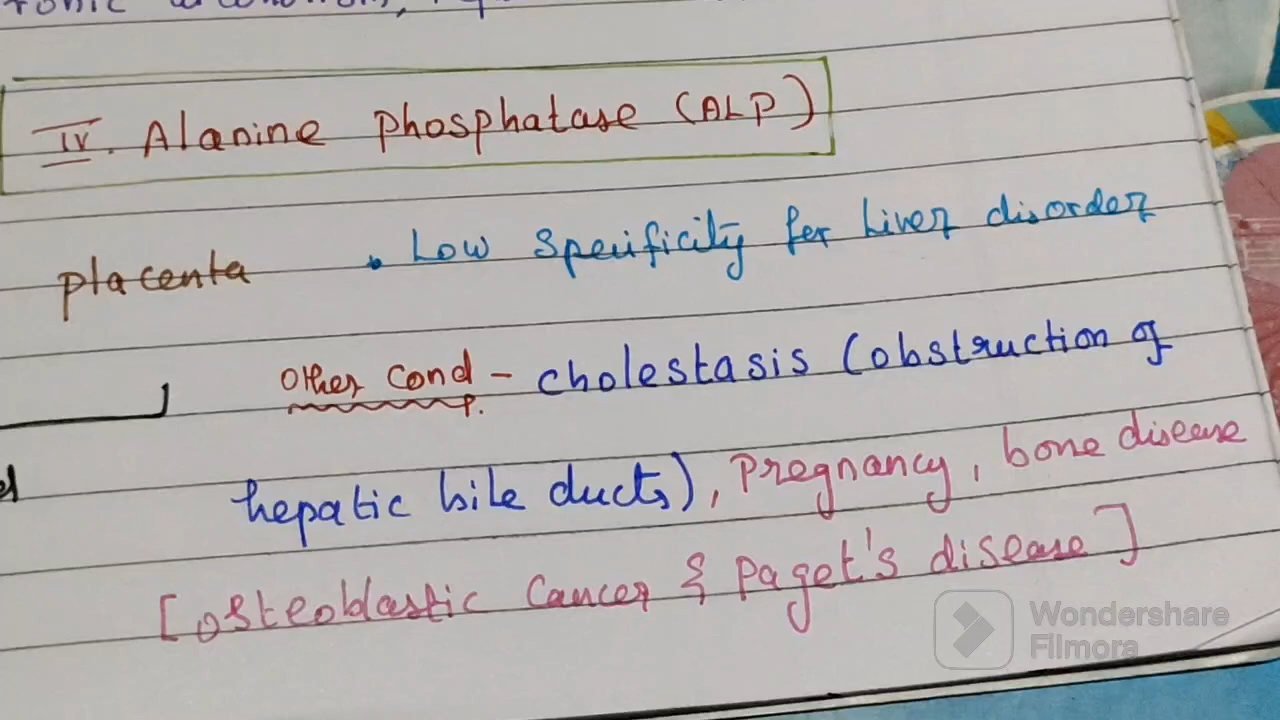 IV. Alanine phosphatase (ALP)
placenta • Low Specificity for Liver disorder
Other cond - cholestasis (obstruction of
hepatic bile ducts), pregnancy, bone disease
[osteoblastic cancer & paget's disease]
Wondershare
Filmora